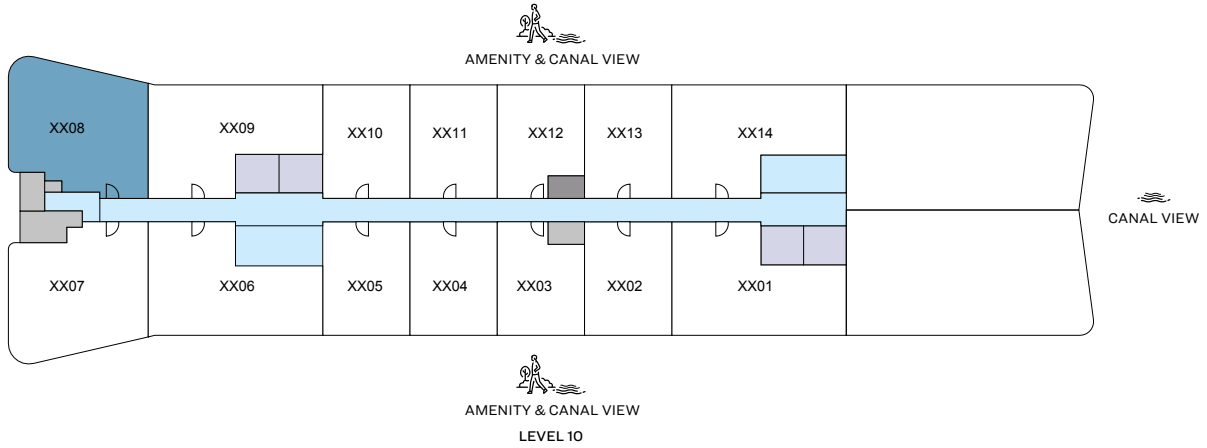 AMENITY & CANAL VIEW
XX08
XX09
XX10
XX11
XX12
XX13
XX14
CANAL VIEW
XX07
XX06
XX05
XX04
XX03
XX02
XX01
AMENITY & CANAL VIEW
LEVEL 10